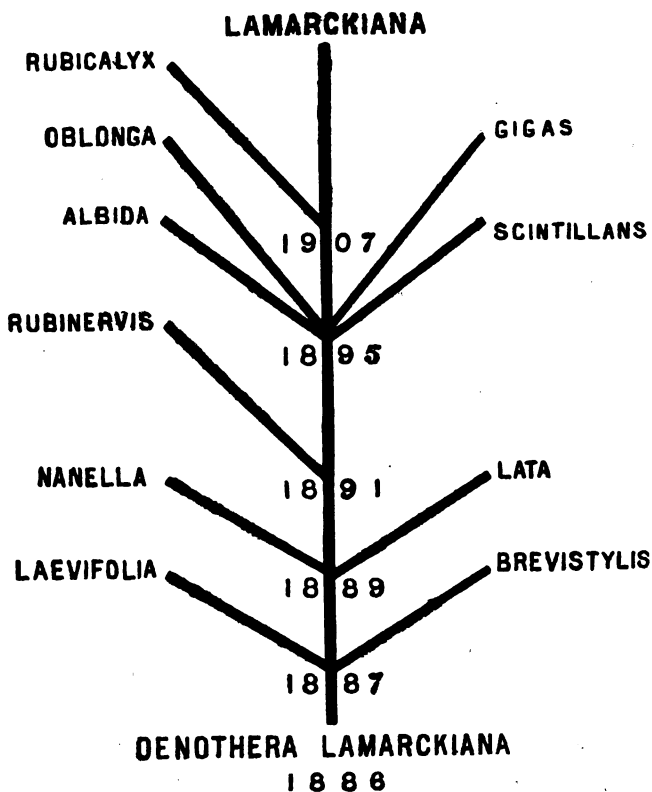 LAMARCKIANA
RUBICALYX
OBLONGA
GIGAS
ALBIDA
SCINTILLANS
1907
RUBINERVIS
1895
NANELLA
LATA
1891
LAEVIFOLIA
BREVISTYLIS
1889
1887
OENOTHERA LAMARCKIANA
1886